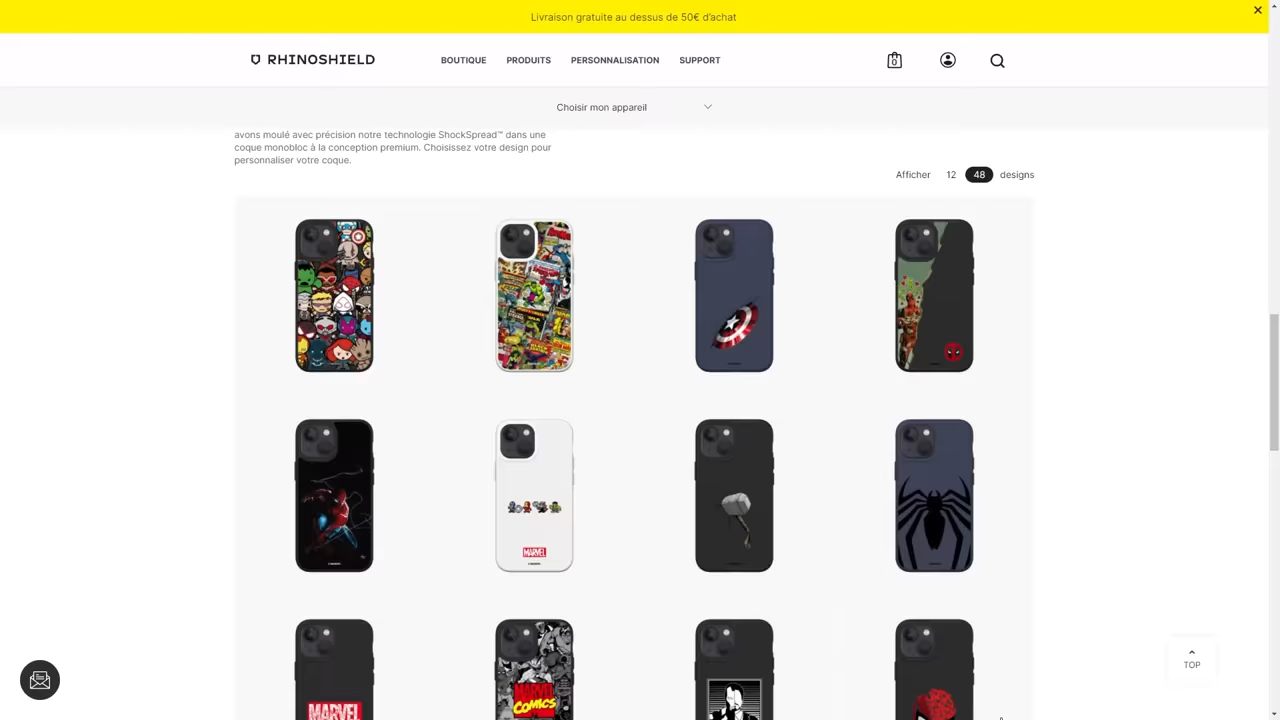 Livraison gratuite au dessus de 50€ d'achat
RHINOSHIELD
BOUTIQUE PRODUITS PERSONNALISATION SUPPORT
0
Choisir mon appareil
avons moulé avec précision notre technologie ShockSpread™ dans une
coque monobloc à la conception premium. Choisissez votre design pour
personnaliser votre coque.
Afficher 12 48 designs
MARVEL
MARVEL
MARVEL
COMICS
TOP